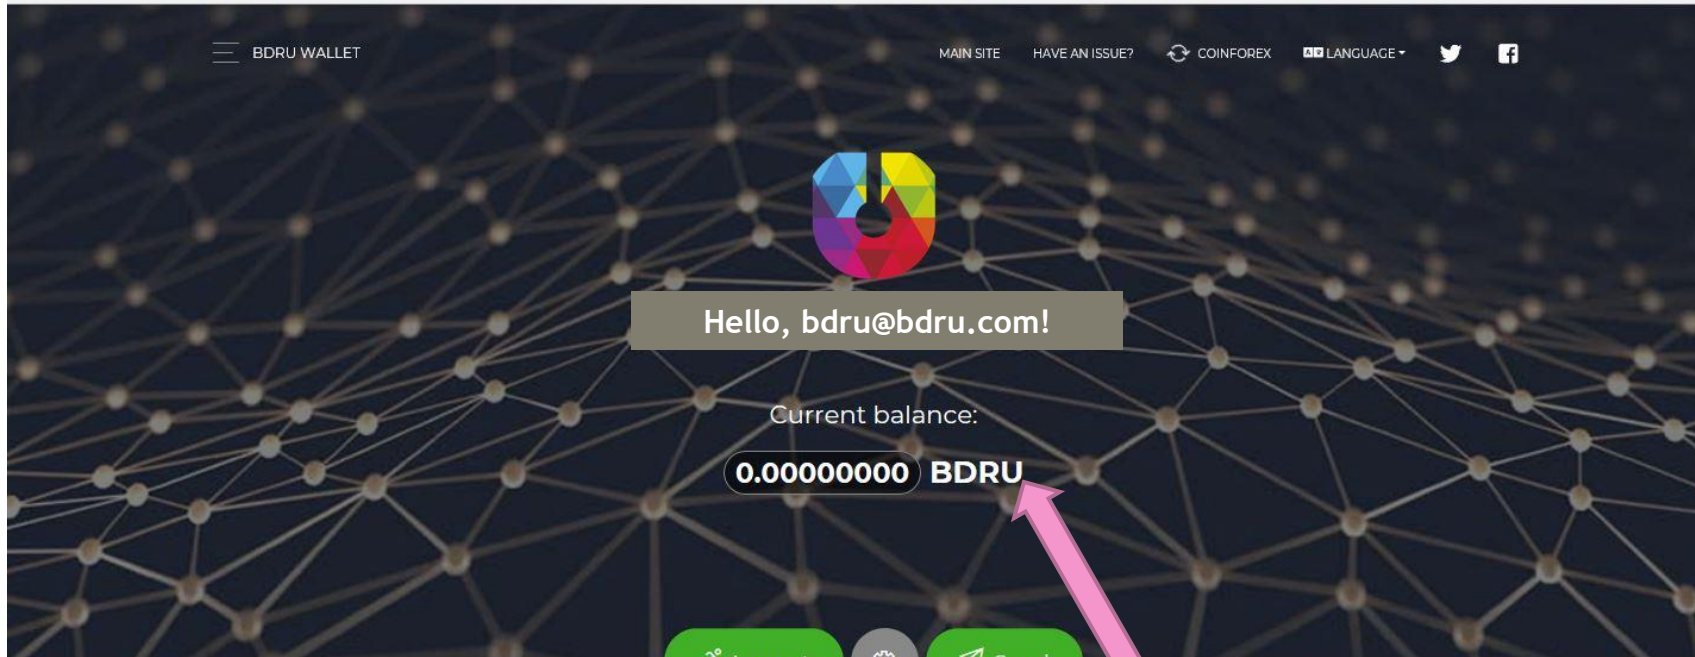 BDRU WALLET
MAIN SITE HAVE AN ISSUE? COINFOREX LANGUAGE
Hello, bdru@bdru.com!
Current balance:
0.00000000 BDRU